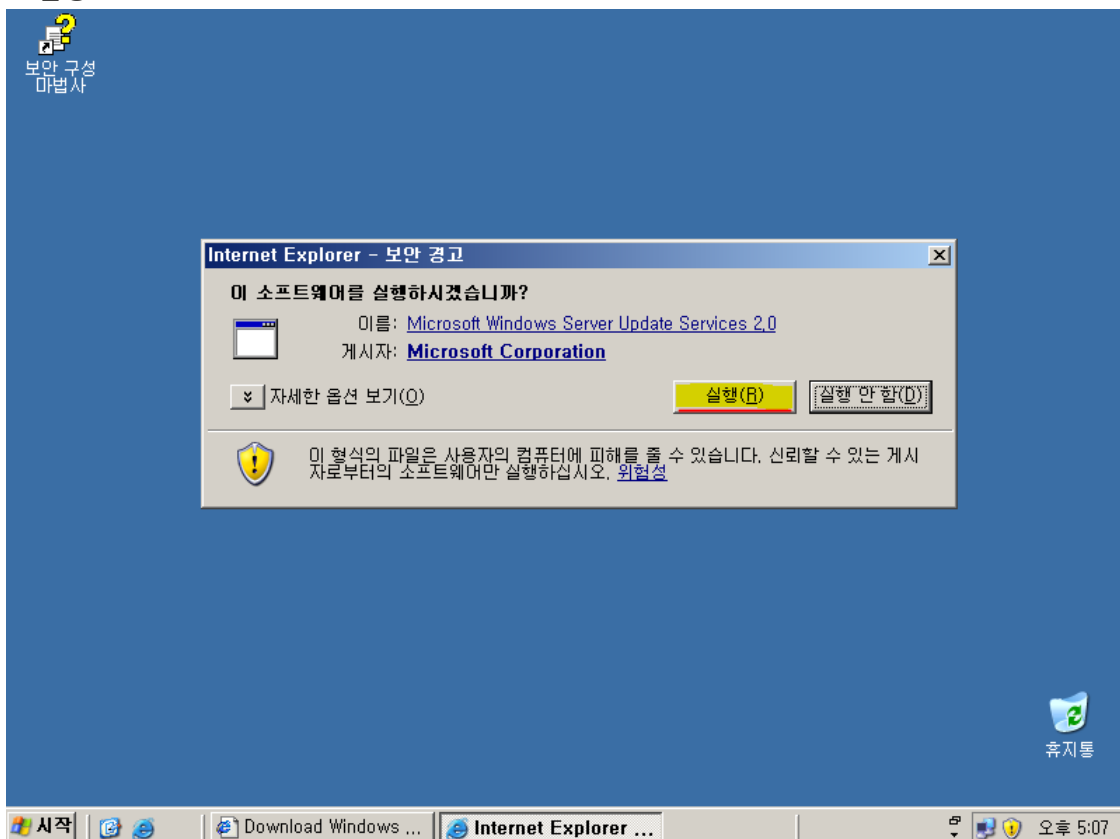 보안 구성
마법사
Internet Explorer - 보안 경고
이 소프트웨어를 실행하시겠습니까?
이름: Microsoft Windows Server Update Services 2.0
게시자: Microsoft Corporation
자세한 옵션 보기(O)
실행(R)
실행 안 함(D)
이 형식의 파일은 사용자의 컴퓨터에 피해를 줄 수 있습니다. 신뢰할 수 있는 게시
자로부터의 소프트웨어만 실행하십시오. 위험성
휴지통
시작
Download Windows ...
Internet Explorer ...
오후 5:07